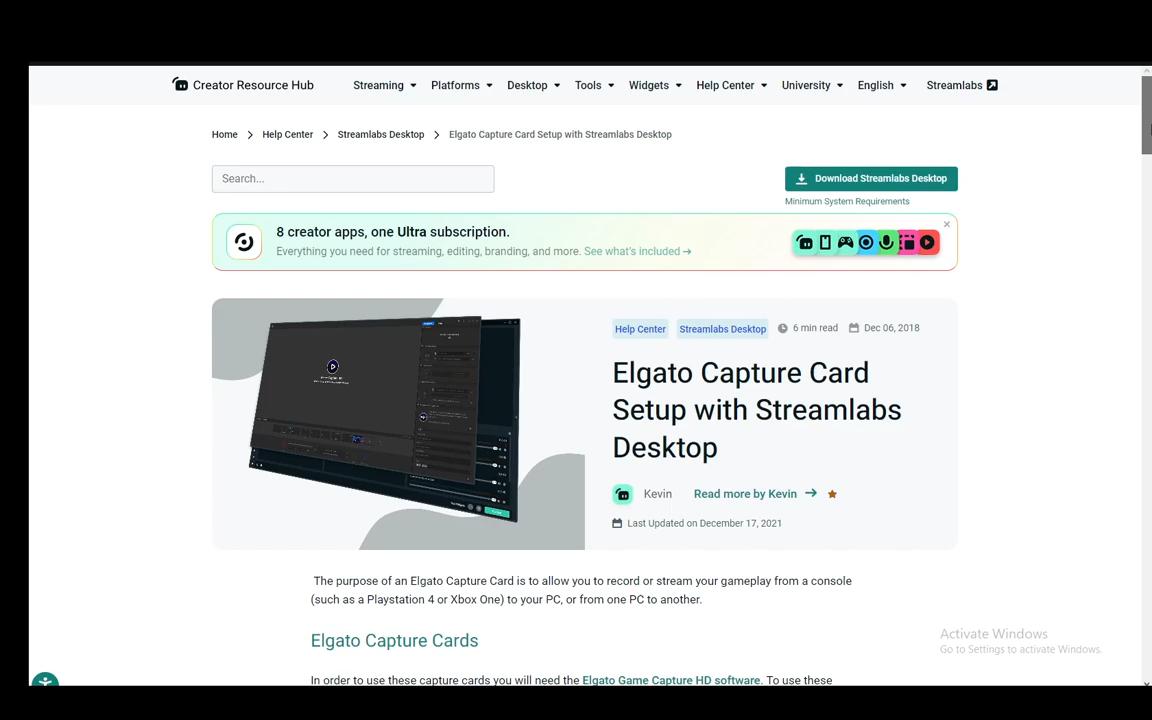 Creator Resource Hub
Streaming Platforms Desktop Tools Widgets Help Center University English Streamlabs
Home Help Center Streamlabs Desktop Elgato Capture Card Setup with Streamlabs Desktop
Search...
Download Streamlabs Desktop
Minimum System Requirements
8 creator apps, one Ultra subscription.
Everything you need for streaming, editing, branding, and more. See what's included →
Help Center Streamlabs Desktop 6 min read Dec 06, 2018
Elgato Capture Card
Setup with Streamlabs
Desktop
Kevin Read more by Kevin →
Last Updated on December 17, 2021
The purpose of an Elgato Capture Card is to allow you to record or stream your gameplay from a console
(such as a Playstation 4 or Xbox One) to your PC, or from one PC to another.
Elgato Capture Cards
In order to use these capture cards you will need the Elgato Game Capture HD software. To use these
Activate Windows
Go to Settings to activate Windows.